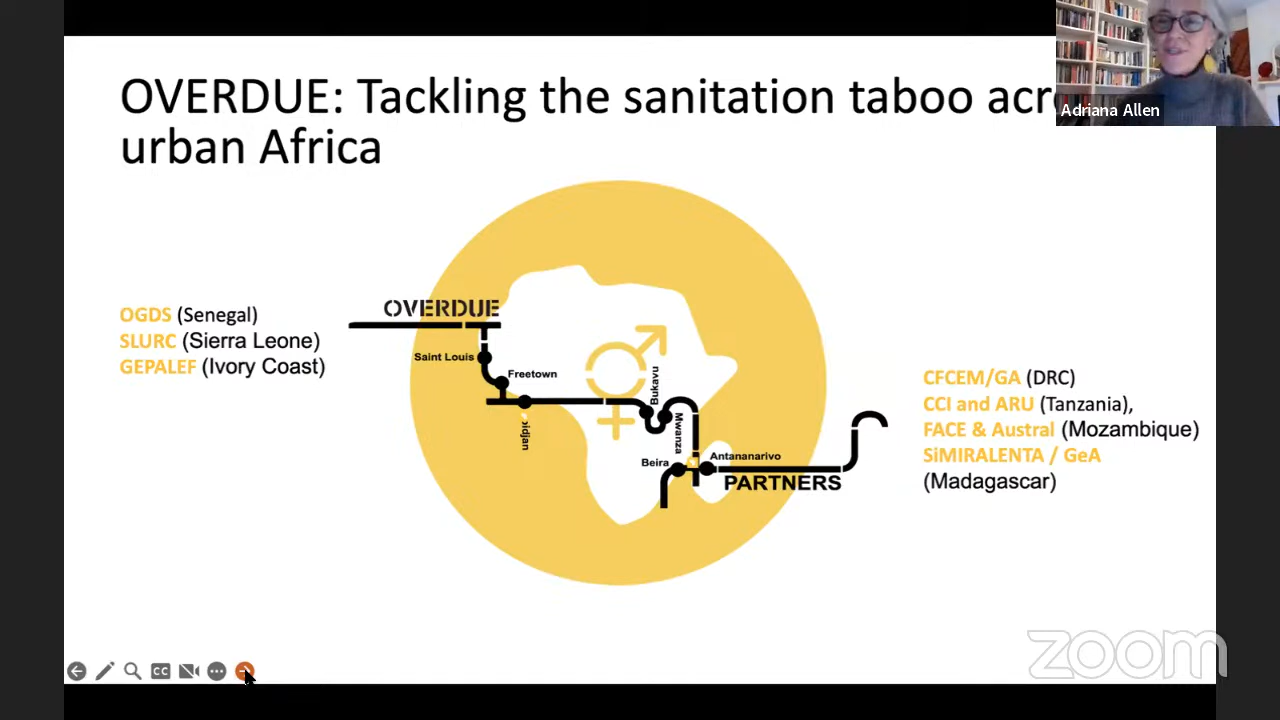 OVERDUE: Tackling the sanitation taboo
urban Africa
Adriana Allen
OGDS (Senegal)
SLURC (Sierra Leone)
GEPALEF (Ivory Coast)
OVERDUE
Saint Louis
Freetown
Bukavu
Mwanza
Beira
Antananarivo
PARTNERS
CFCEM/GA (DRC)
CCI and ARU (Tanzania),
FACE & Austral (Mozambique)
SiMIRALENTA / GeA
(Madagascar)
CC
zoom